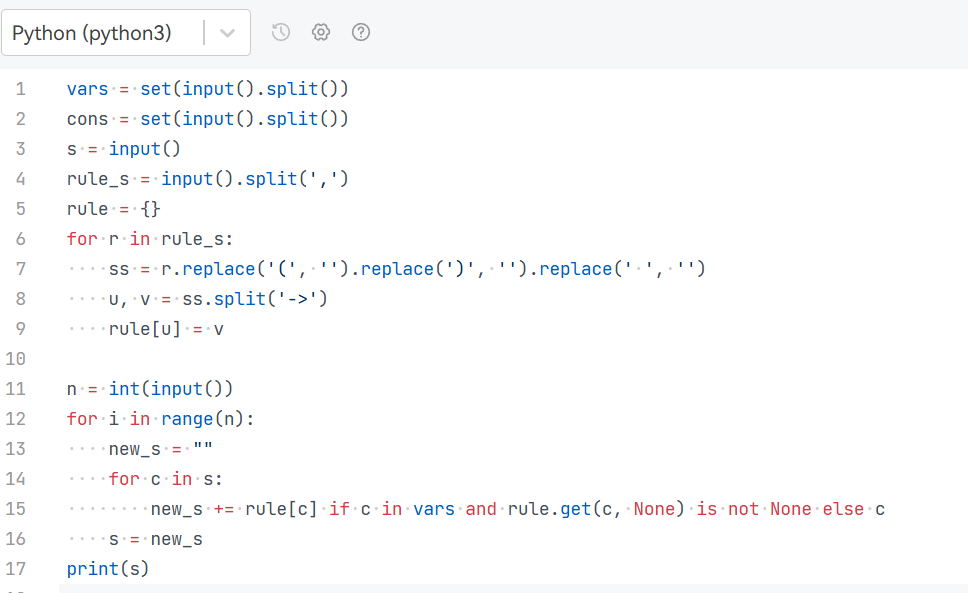 Python (python3)
1 vars = set(input().split())
2 cons = set(input().split())
3 s = input()
4 rule_s = input().split(',')
5 rule = {}
6 for r in rule_s:
7     ss = r.replace('(', '').replace(')', '').replace(' ', '')
8     u, v = ss.split('->')
9     rule[u] = v
10
11 n = int(input())
12 for i in range(n):
13     new_s = ""
14     for c in s:
15         new_s += rule[c] if c in vars and rule.get(c, None) is not None else c
16     s = new_s
17 print(s)